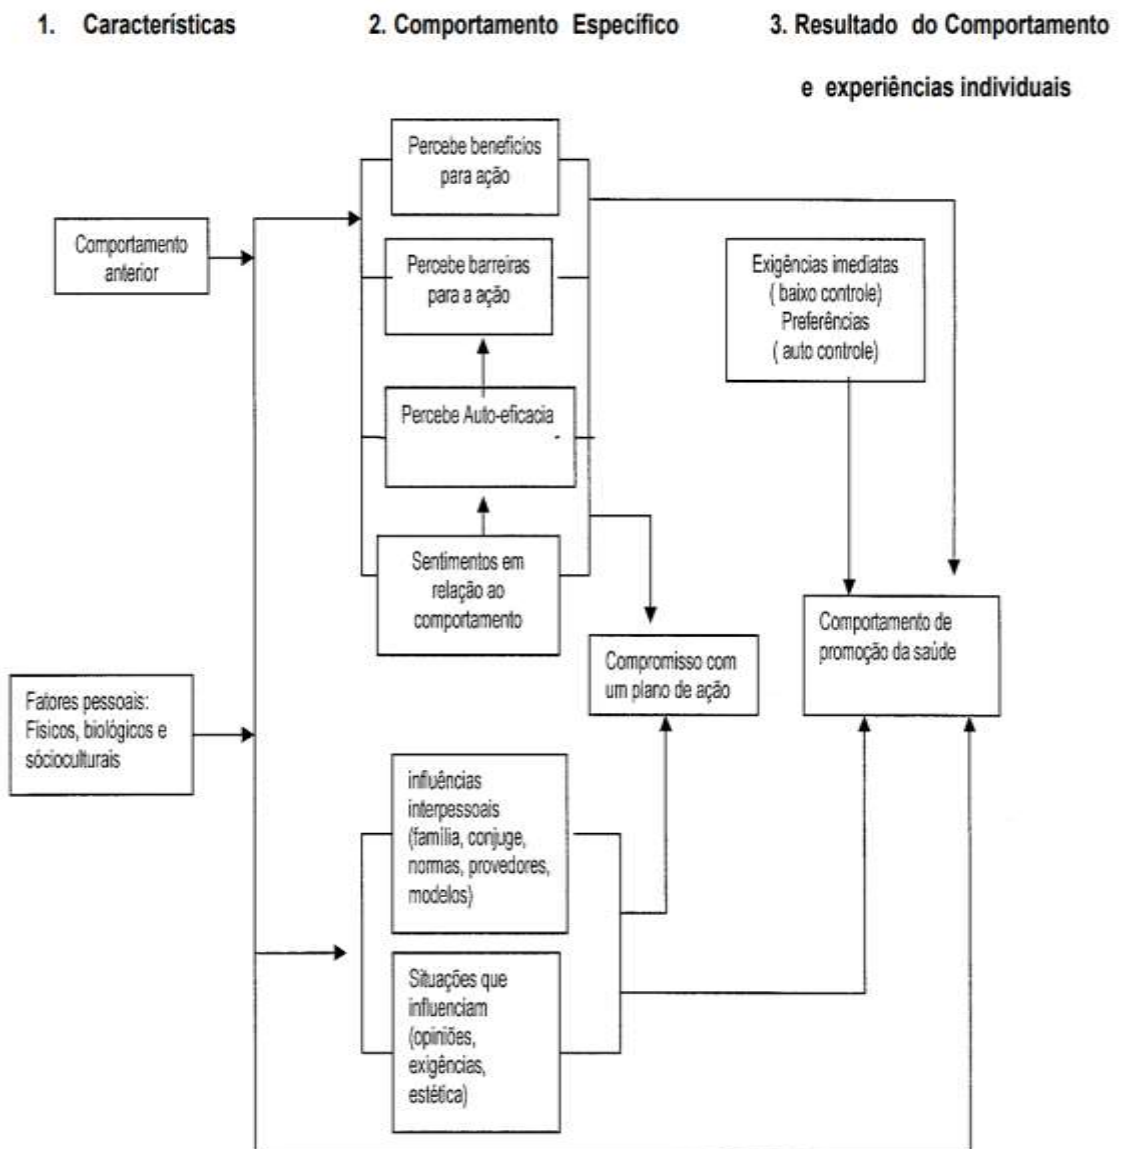 1. Características
2. Comportamento Específico
3. Resultado do Comportamento
e experiências individuais
Percebe benefícios
para ação
Comportamento
anterior
Percebe barreiras
para a ação
Exigências imediatas
( baixo controle)
Preferências
( auto controle)
Percebe Auto-eficacia
Sentimentos em
relação ao
comportamento
Compromisso com
um plano de ação
Comportamento de
promoção da saúde
Fatores pessoais:
Físicos, biológicos e
sócioculturais
influências
interpessoais
(família, conjuge,
normas, provedores,
modelos)
Situações que
influenciam
(opiniões,
exigências,
estética)